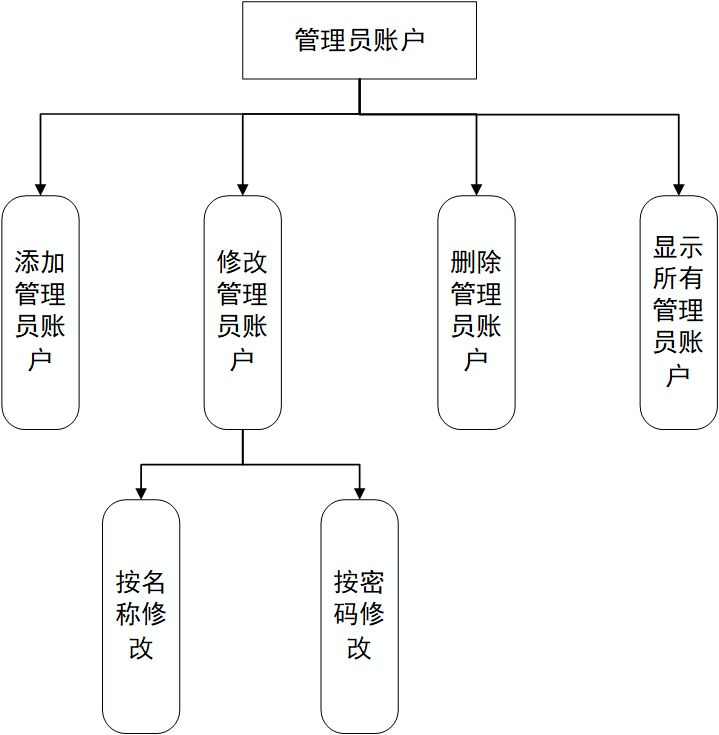 管理员账户
添加
管理
员账
户
修改
管理
员账
户
删除
管理
员账
户
显示
所有
管理
员账
户
按名
称修
改
按密
码修
改